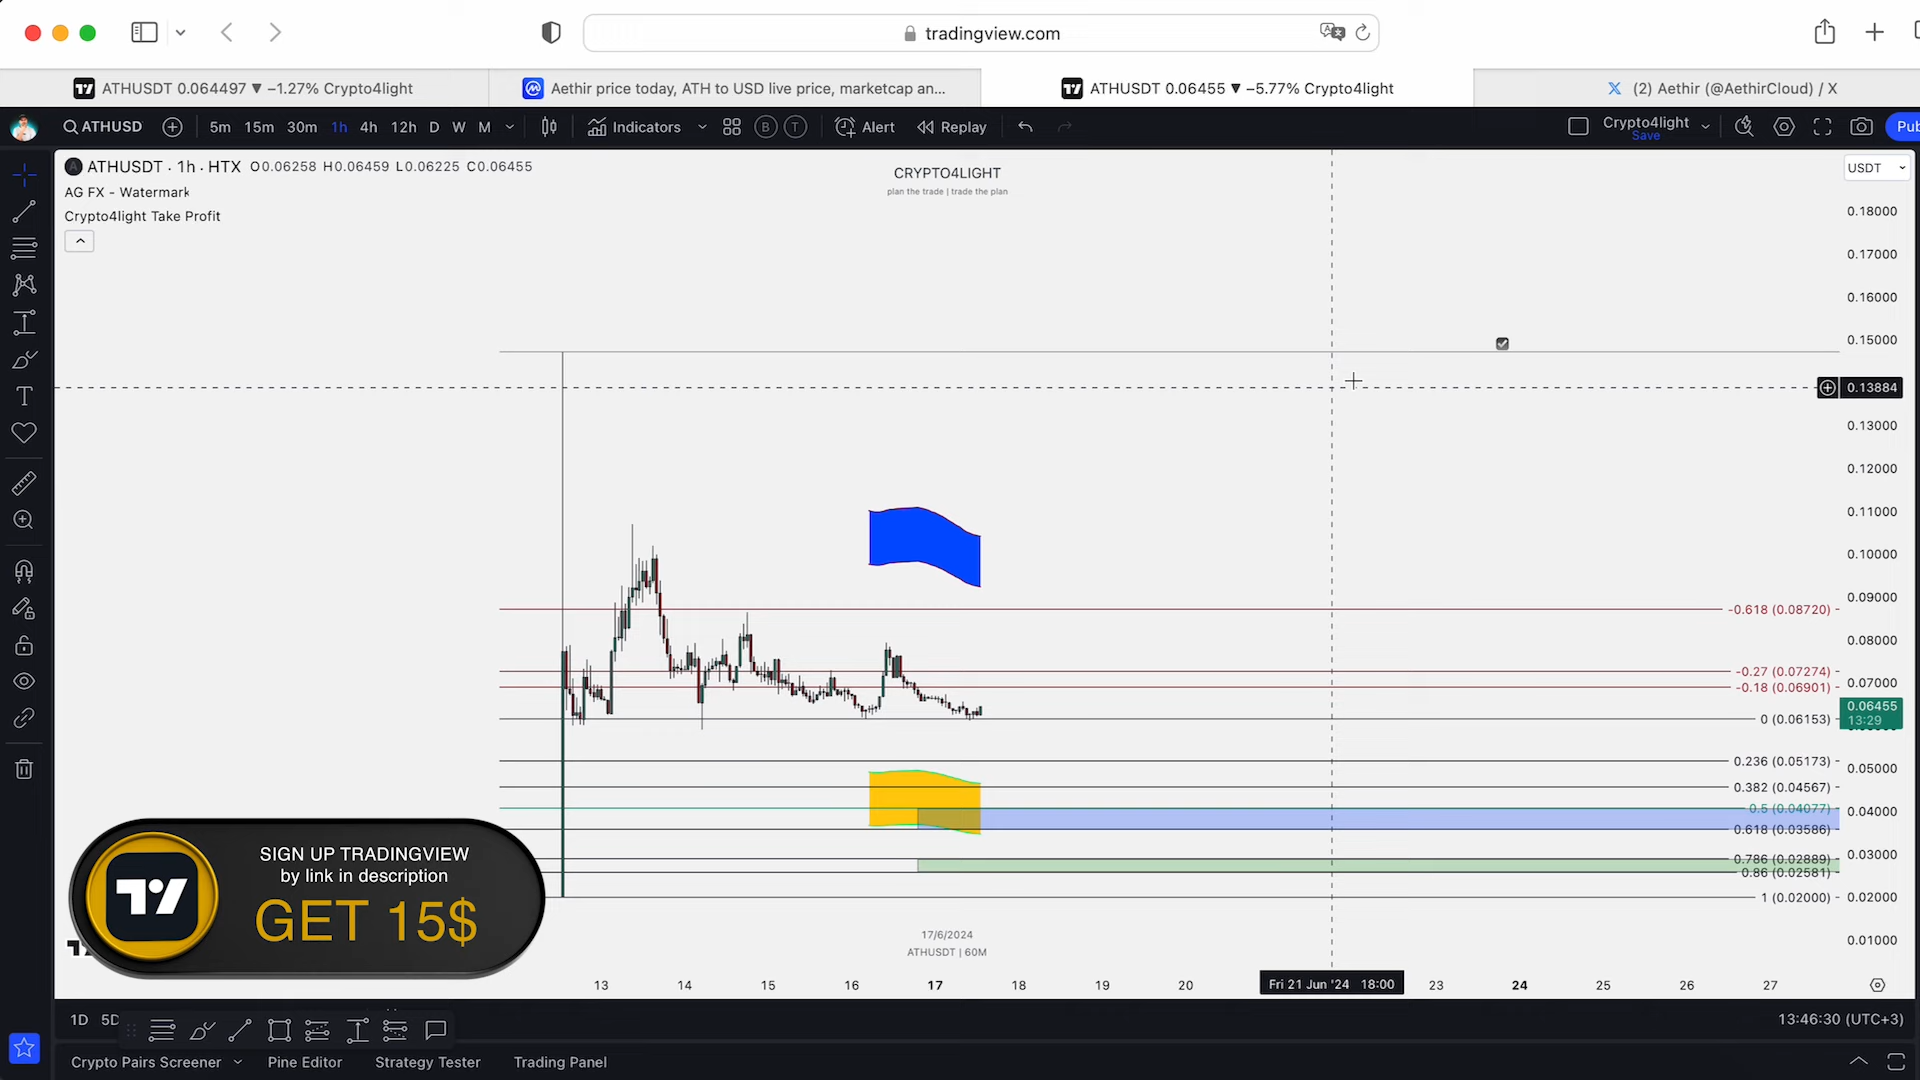 tradingview.com
ATHUSDT 0.064497 ▼ −1.27% Crypto4light
Aethir price today, ATH to USD live price, marketcap an...
ATHUSDT 0.06455 ▼ −5.77% Crypto4light
(2) Aethir (@AethirCloud) / X
ATHUSD
5m 15m 30m 1h 4h 12h D W M
Indicators
B T
Alert
Replay
Crypto4light
Save
Pub
ATHUSDT · 1h · HTX O0.06258 H0.06459 L0.06225 C0.06455
AG FX - Watermark
Crypto4light Take Profit
CRYPTO4LIGHT
plan the trade | trade the plan
USDT
0.18000
0.17000
0.16000
0.15000
0.13884
0.13000
0.12000
0.11000
0.10000
0.09000
-0.618 (0.08720)
0.08000
-0.27 (0.07274)
0.07000
-0.18 (0.06901)
0.06455
13:29
0 (0.06153)
0.236 (0.05173)
0.05000
0.382 (0.04567)
0.5 (0.04077)
0.04000
0.618 (0.03586)
0.786 (0.02889)
0.03000
0.86 (0.02581)
1 (0.02000)
0.02000
0.01000
SIGN UP TRADINGVIEW
by link in description
GET 15$
17/6/2024
ATHUSDT | 60M
13 14 15 16 17 18 19 20 Fri 21 Jun '24 18:00 23 24 25 26 27
1D 5D
13:46:30 (UTC+3)
Crypto Pairs Screener Pine Editor Strategy Tester Trading Panel